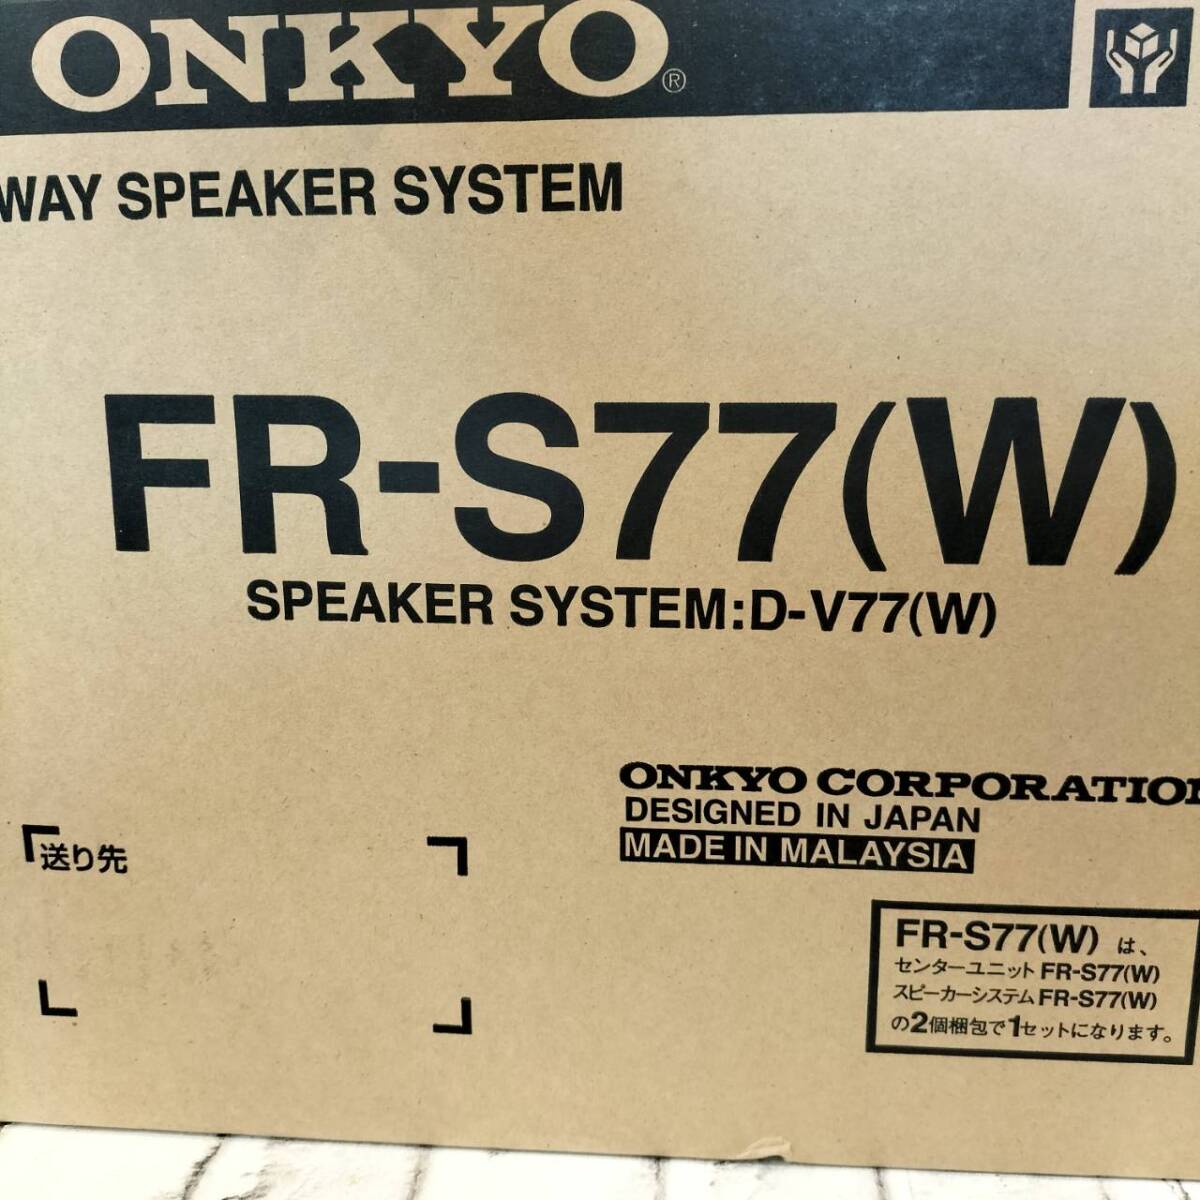 ONKYO®
WAY SPEAKER SYSTEM
FR-S77(W)
SPEAKER SYSTEM:D-V77(W)
ONKYO CORPORATION
DESIGNED IN JAPAN
MADE IN MALAYSIA
送り先
FR-S77(W) は、
センターユニット FR-S77(W)
スピーカーシステム FR-S77(W)
の2個梱包で1セットになります。